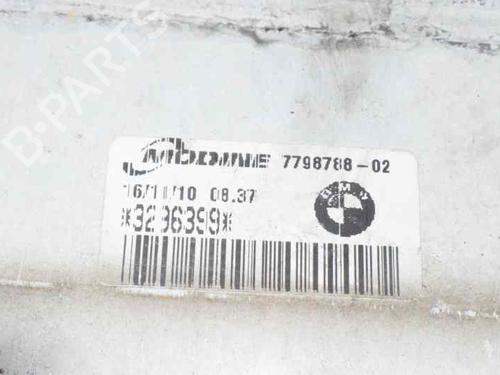 B-PARTS
MODINE 7798788-02
16/11/10 08.37
BMW
*3296399*